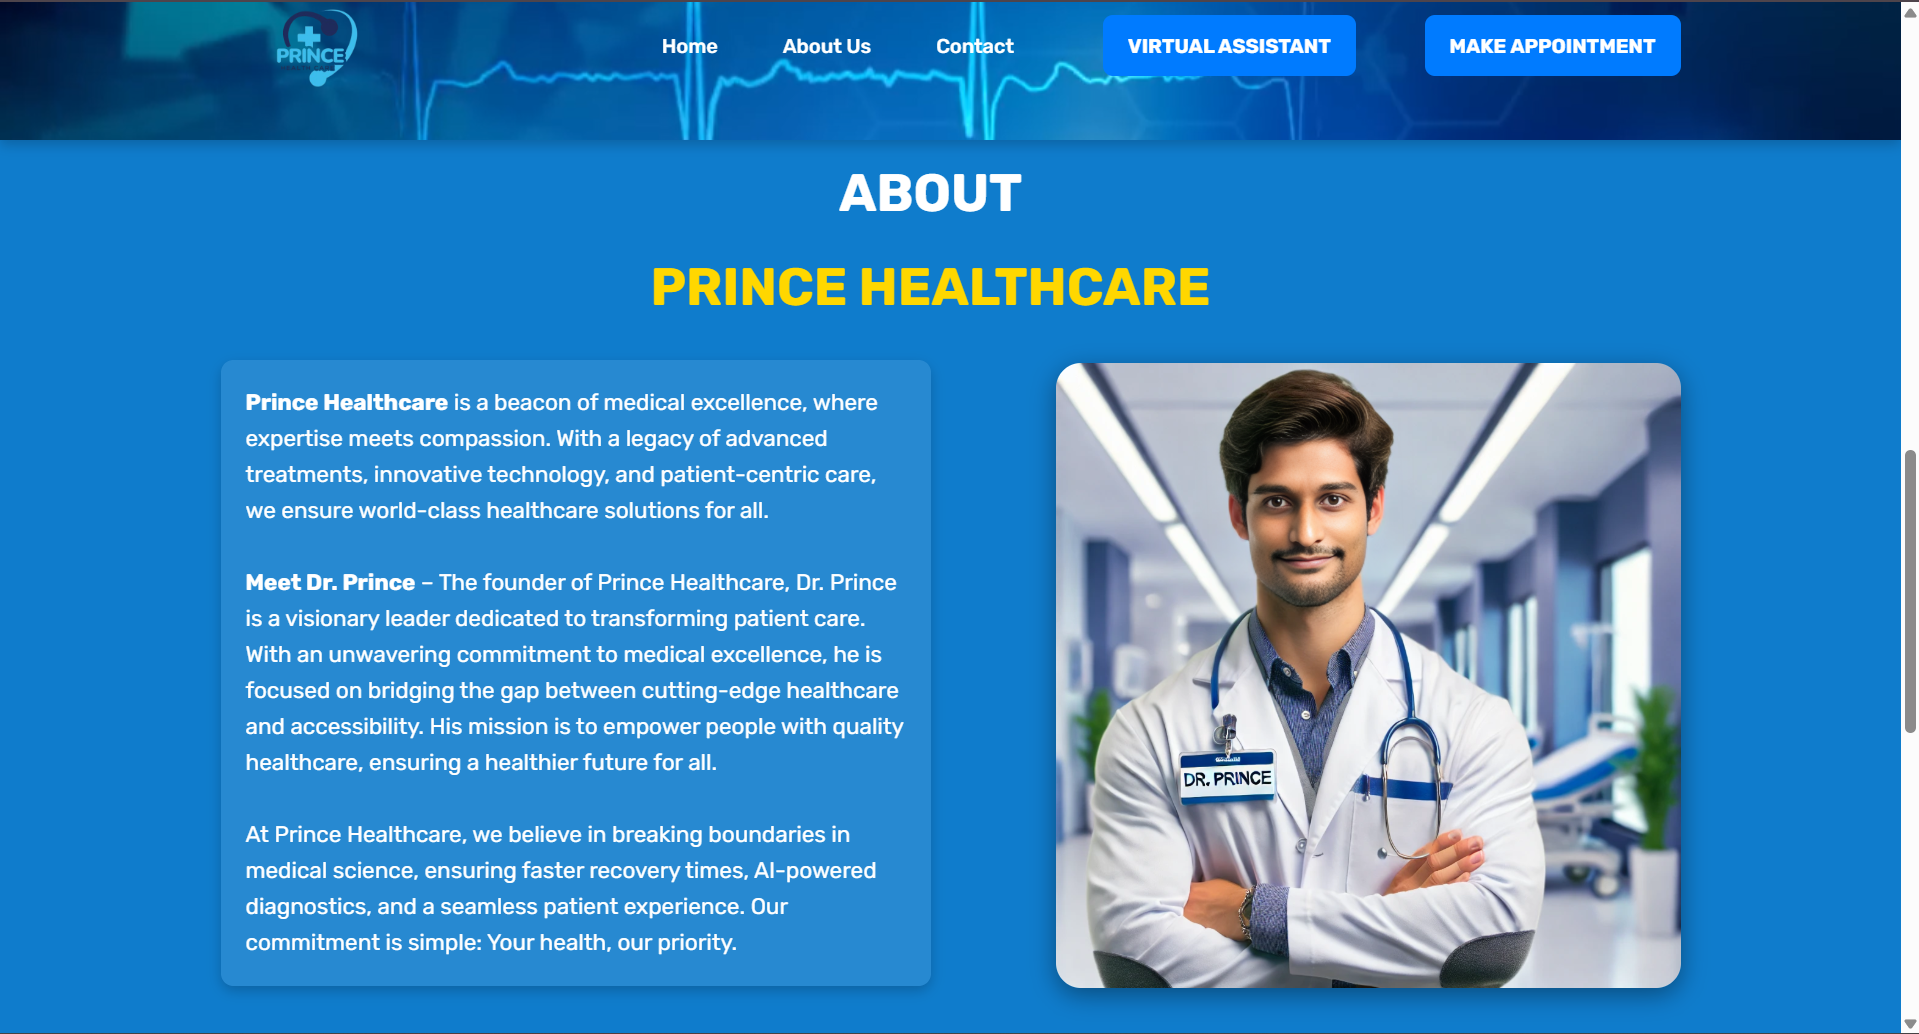 PRINCE
Home
About Us
Contact
VIRTUAL ASSISTANT
MAKE APPOINTMENT
ABOUT
PRINCE HEALTHCARE
Prince Healthcare is a beacon of medical excellence, where
expertise meets compassion. With a legacy of advanced
treatments, innovative technology, and patient-centric care,
we ensure world-class healthcare solutions for all.
Meet Dr. Prince – The founder of Prince Healthcare, Dr. Prince
is a visionary leader dedicated to transforming patient care.
With an unwavering commitment to medical excellence, he is
focused on bridging the gap between cutting-edge healthcare
and accessibility. His mission is to empower people with quality
healthcare, ensuring a healthier future for all.
At Prince Healthcare, we believe in breaking boundaries in
medical science, ensuring faster recovery times, AI-powered
diagnostics, and a seamless patient experience. Our
commitment is simple: Your health, our priority.
DR. PRINCE